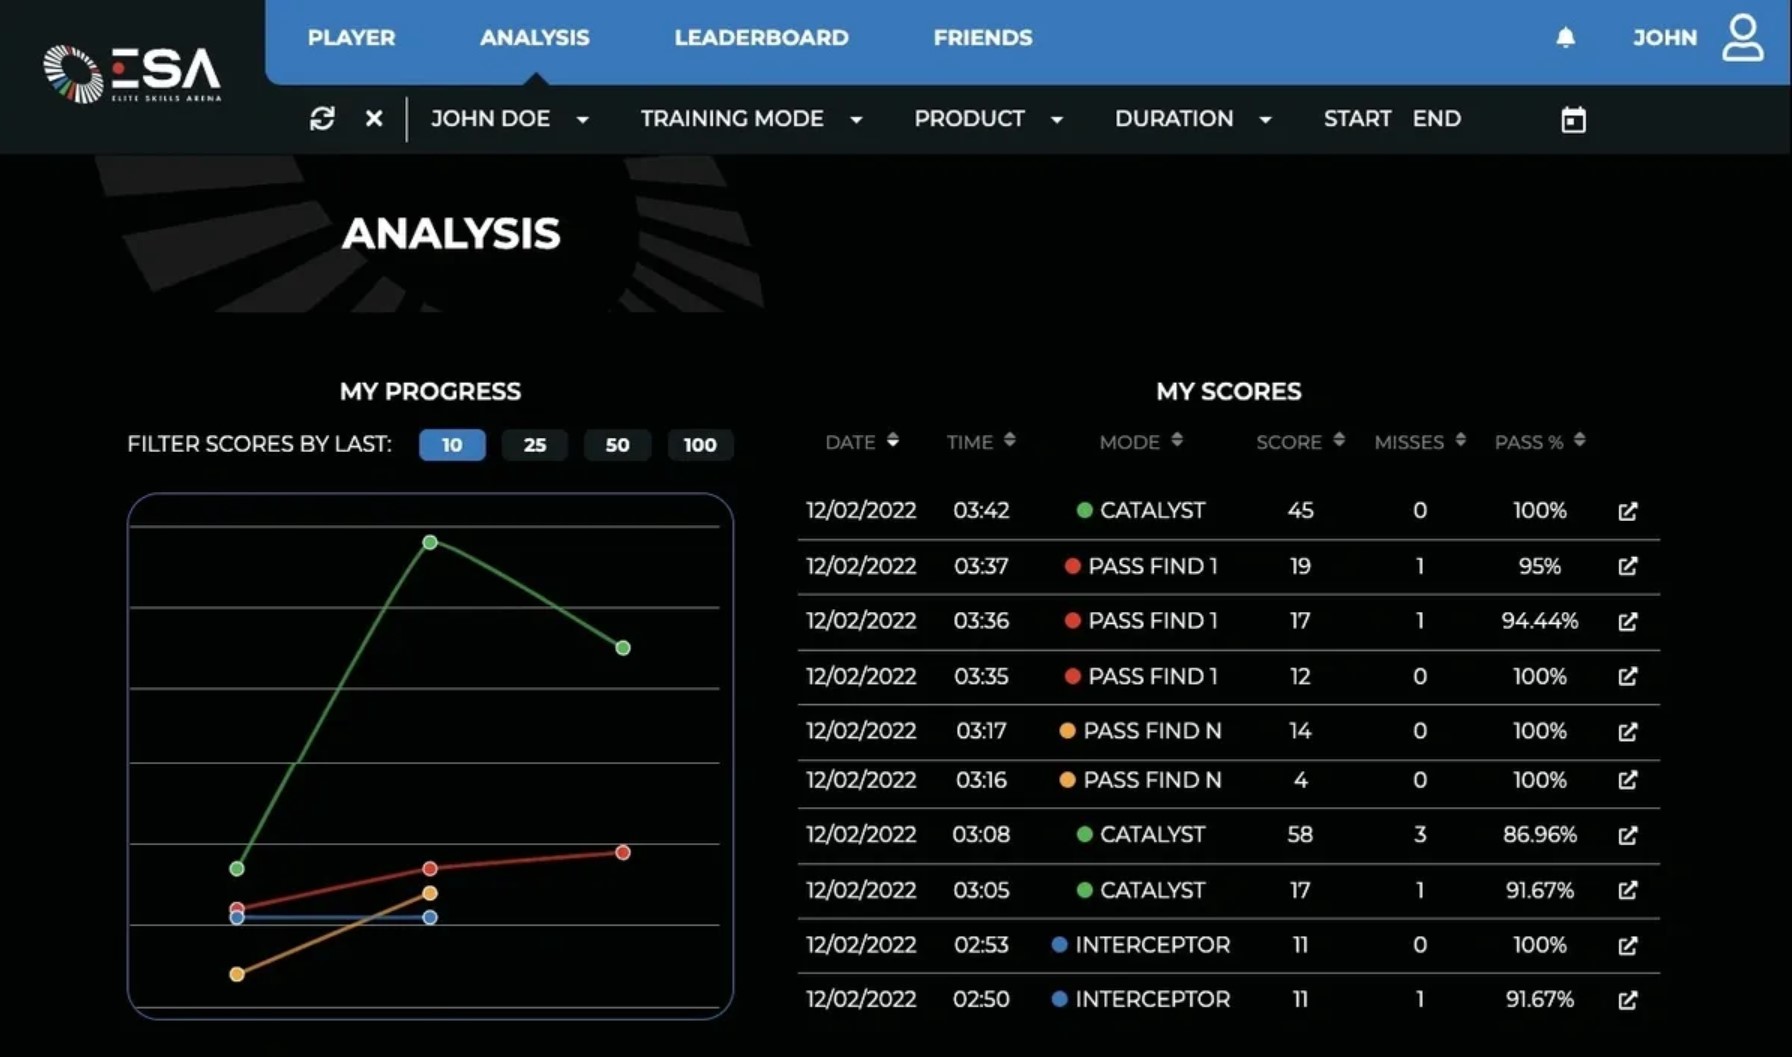 PLAYER ANALYSIS LEADERBOARD FRIENDS JOHN
ESA
ELITE SKILLS ARENA
JOHN DOE TRAINING MODE PRODUCT DURATION START END
ANALYSIS
MY PROGRESS
FILTER SCORES BY LAST: 10 25 50 100
MY SCORES
DATE TIME MODE SCORE MISSES PASS %
12/02/2022 03:42 CATALYST 45 0 100%
12/02/2022 03:37 PASS FIND 1 19 1 95%
12/02/2022 03:36 PASS FIND 1 17 1 94.44%
12/02/2022 03:35 PASS FIND 1 12 0 100%
12/02/2022 03:17 PASS FIND N 14 0 100%
12/02/2022 03:16 PASS FIND N 4 0 100%
12/02/2022 03:08 CATALYST 58 3 86.96%
12/02/2022 03:05 CATALYST 17 1 91.67%
12/02/2022 02:53 INTERCEPTOR 11 0 100%
12/02/2022 02:50 INTERCEPTOR 11 1 91.67%